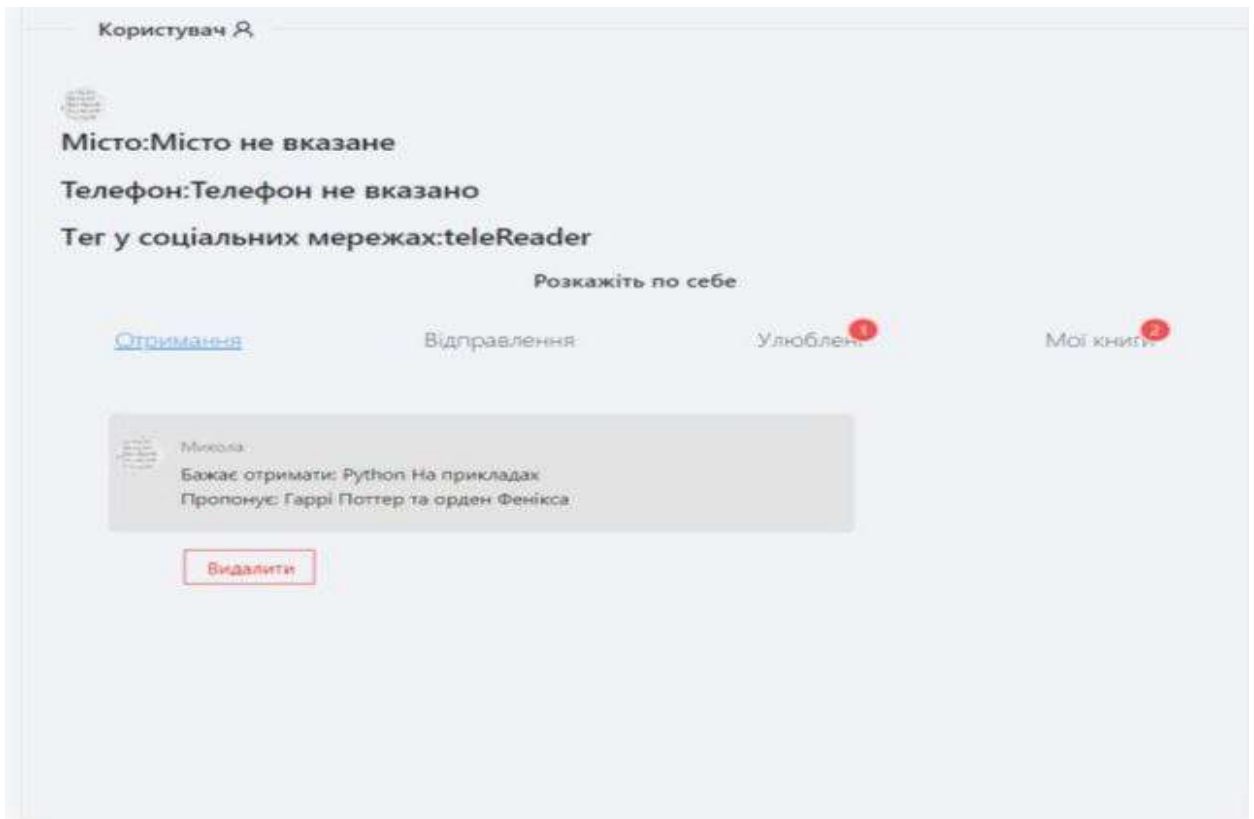 Користувач
Місто:Місто не вказане
Телефон:Телефон не вказано
Тег у соціальних мережах:teleReader
Розкажіть по себе
Отримання Відправлення Улюблені 1 Мої книги 2
Микола
Бажає отримати: Python На прикладах
Пропонує: Гаррі Поттер та орден Фенікса
Видалити